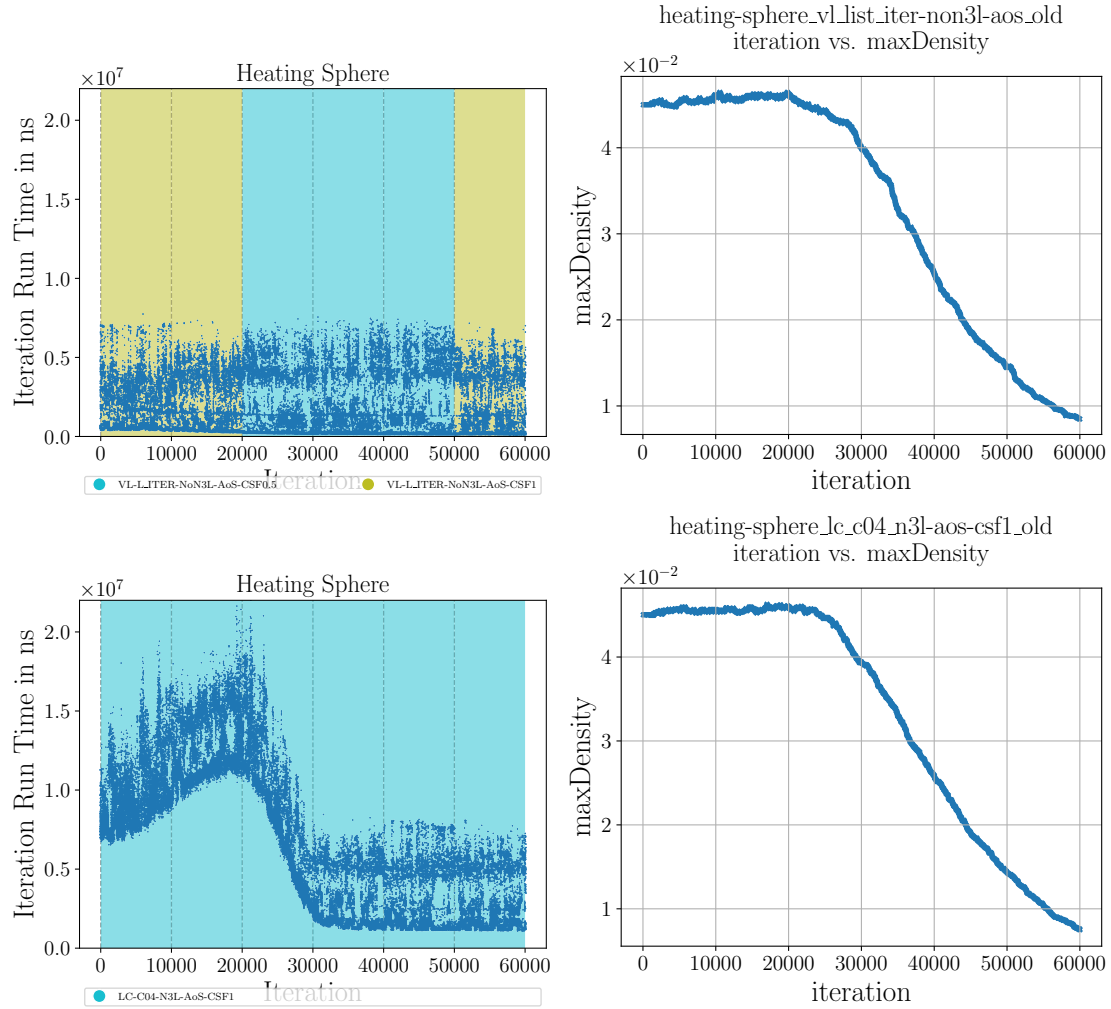 Heating Sphere
×10⁷
Iteration Run Time in ns
2.0
1.5
1.0
0.5
0.0
0 10000 20000 30000 40000 50000 60000
Iteration
VL-L_ITER-NoN3L-AoS-CSF0.5 VL-L_ITER-NoN3L-AoS-CSF1
heating-sphere_vl_list_iter-non3l-aos_old
iteration vs. maxDensity
×10⁻²
maxDensity
4
3
2
1
0 10000 20000 30000 40000 50000 60000
iteration
Heating Sphere
×10⁷
Iteration Run Time in ns
2.0
1.5
1.0
0.5
0.0
0 10000 20000 30000 40000 50000 60000
Iteration
LC-C04-N3L-AoS-CSF1
heating-sphere_lc_c04_n3l-aos-csf1_old
iteration vs. maxDensity
×10⁻²
maxDensity
4
3
2
1
0 10000 20000 30000 40000 50000 60000
iteration